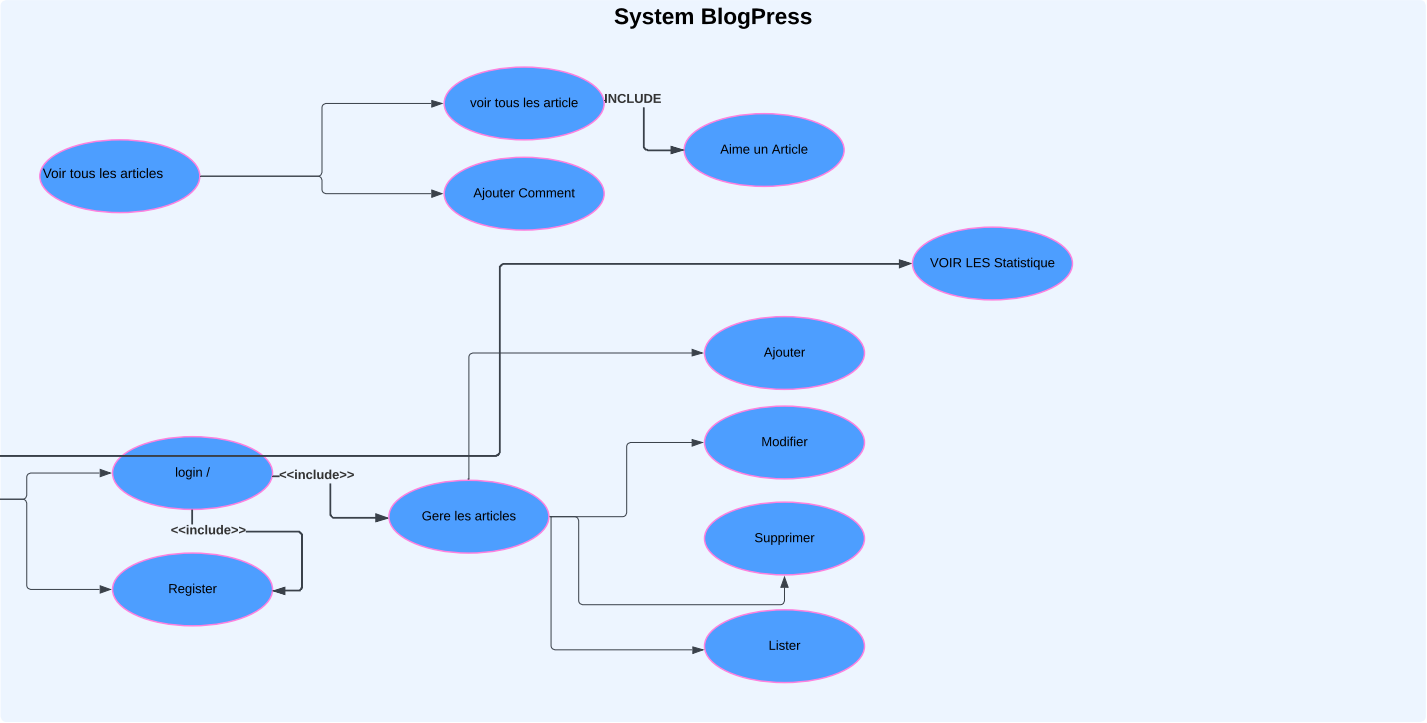 System BlogPress
voir tous les article
INCLUDE
Aime un Article
Voir tous les articles
Ajouter Comment
VOIR LES Statistique
Ajouter
Modifier
login /
<<include>>
Gere les articles
<<include>>
Supprimer
Register
Lister